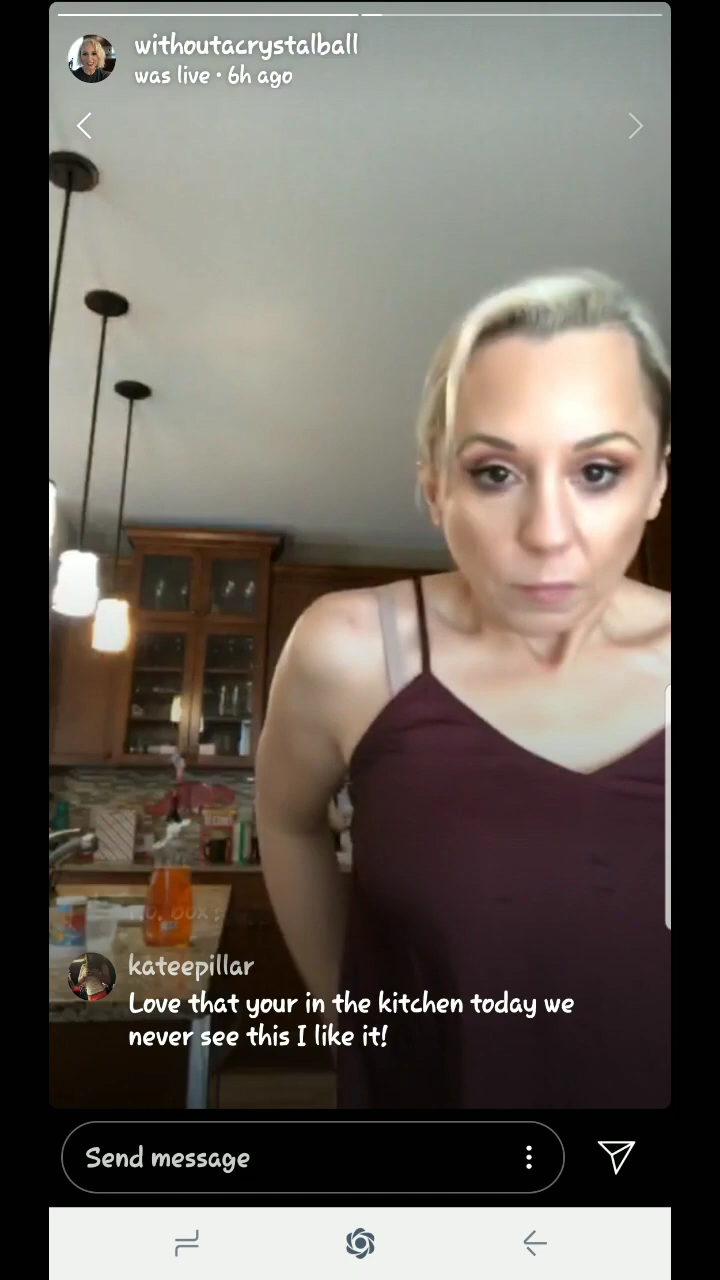 withoutacrystalball
was live • 6h ago
kateepillar
Love that your in the kitchen today we
never see this I like it!
Send message